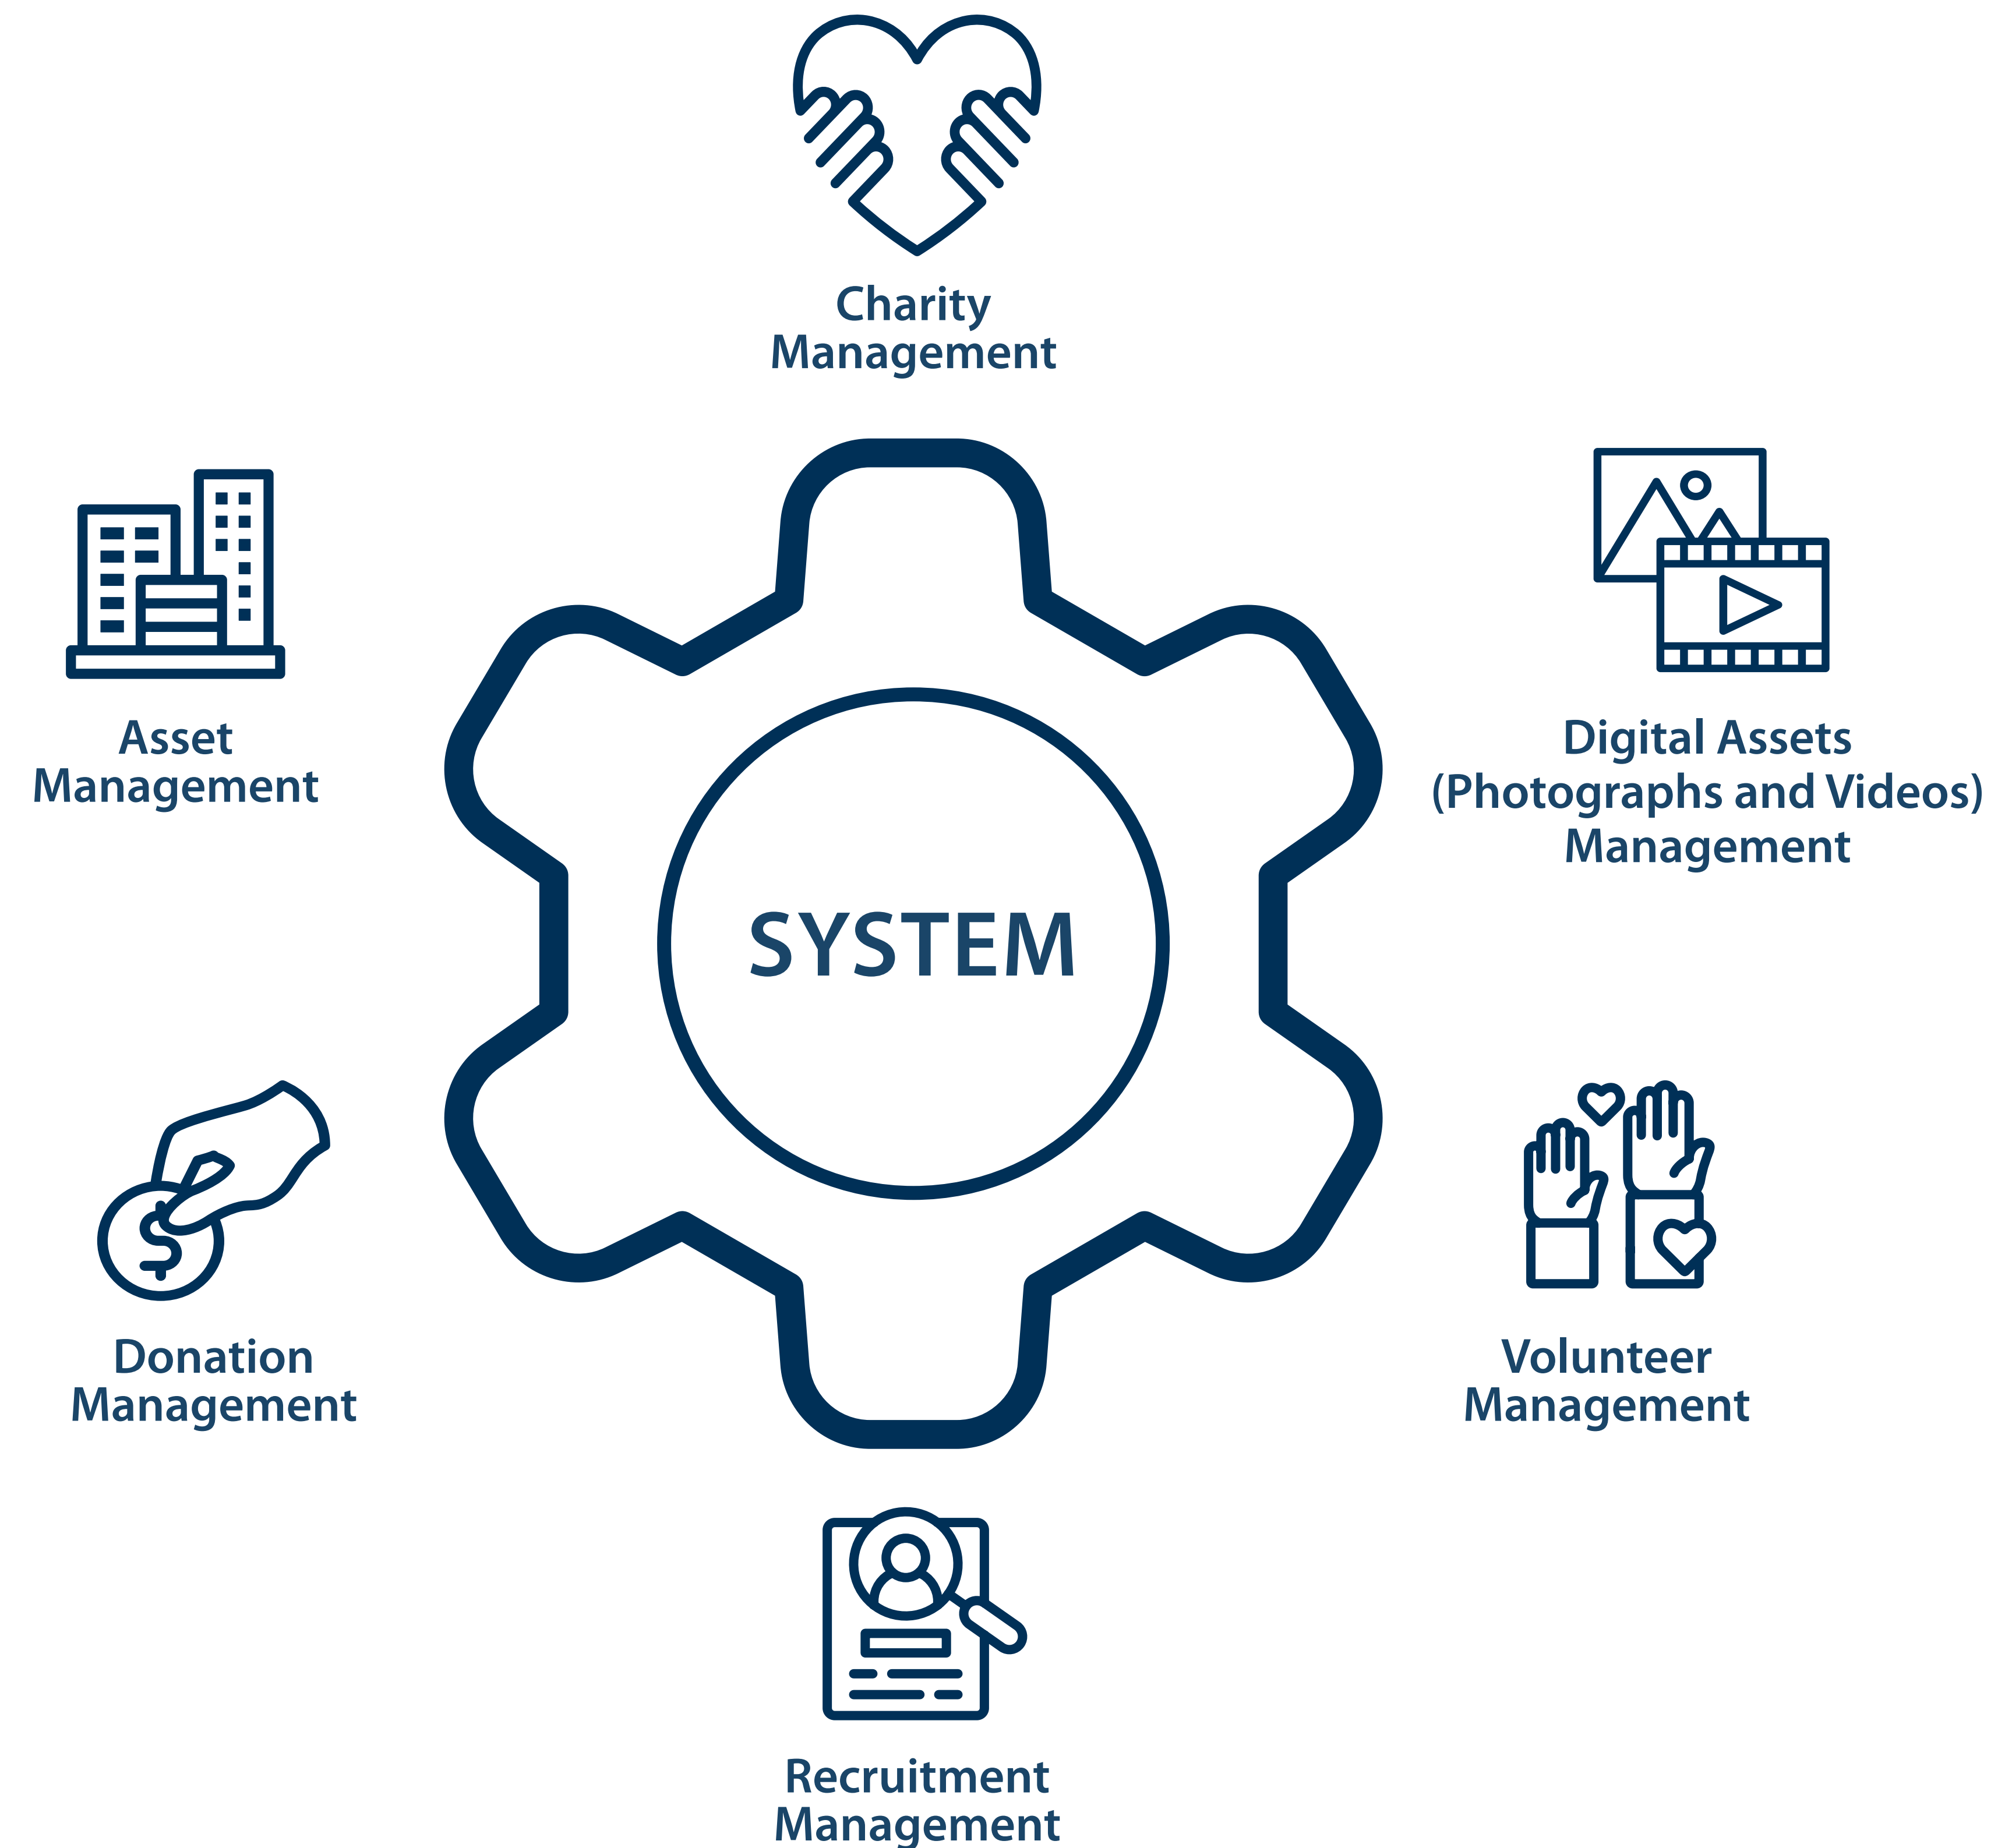 Charity
Management
Asset
Management
Digital Assets
(Photographs and Videos)
Management
SYSTEM
Donation
Management
Volunteer
Management
Recruitment
Management